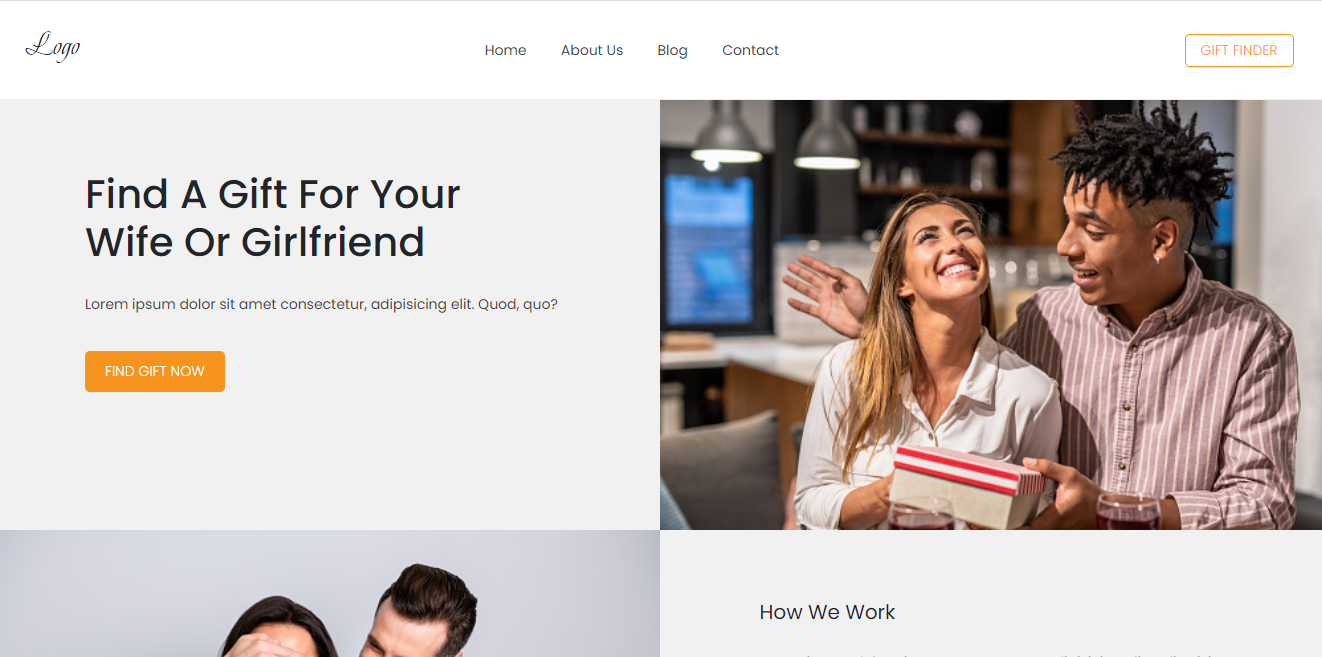 Logo
Home About Us Blog Contact
GIFT FINDER
Find A Gift For Your
Wife Or Girlfriend
Lorem ipsum dolor sit amet consectetur, adipisicing elit. Quod, quo?
FIND GIFT NOW
How We Work